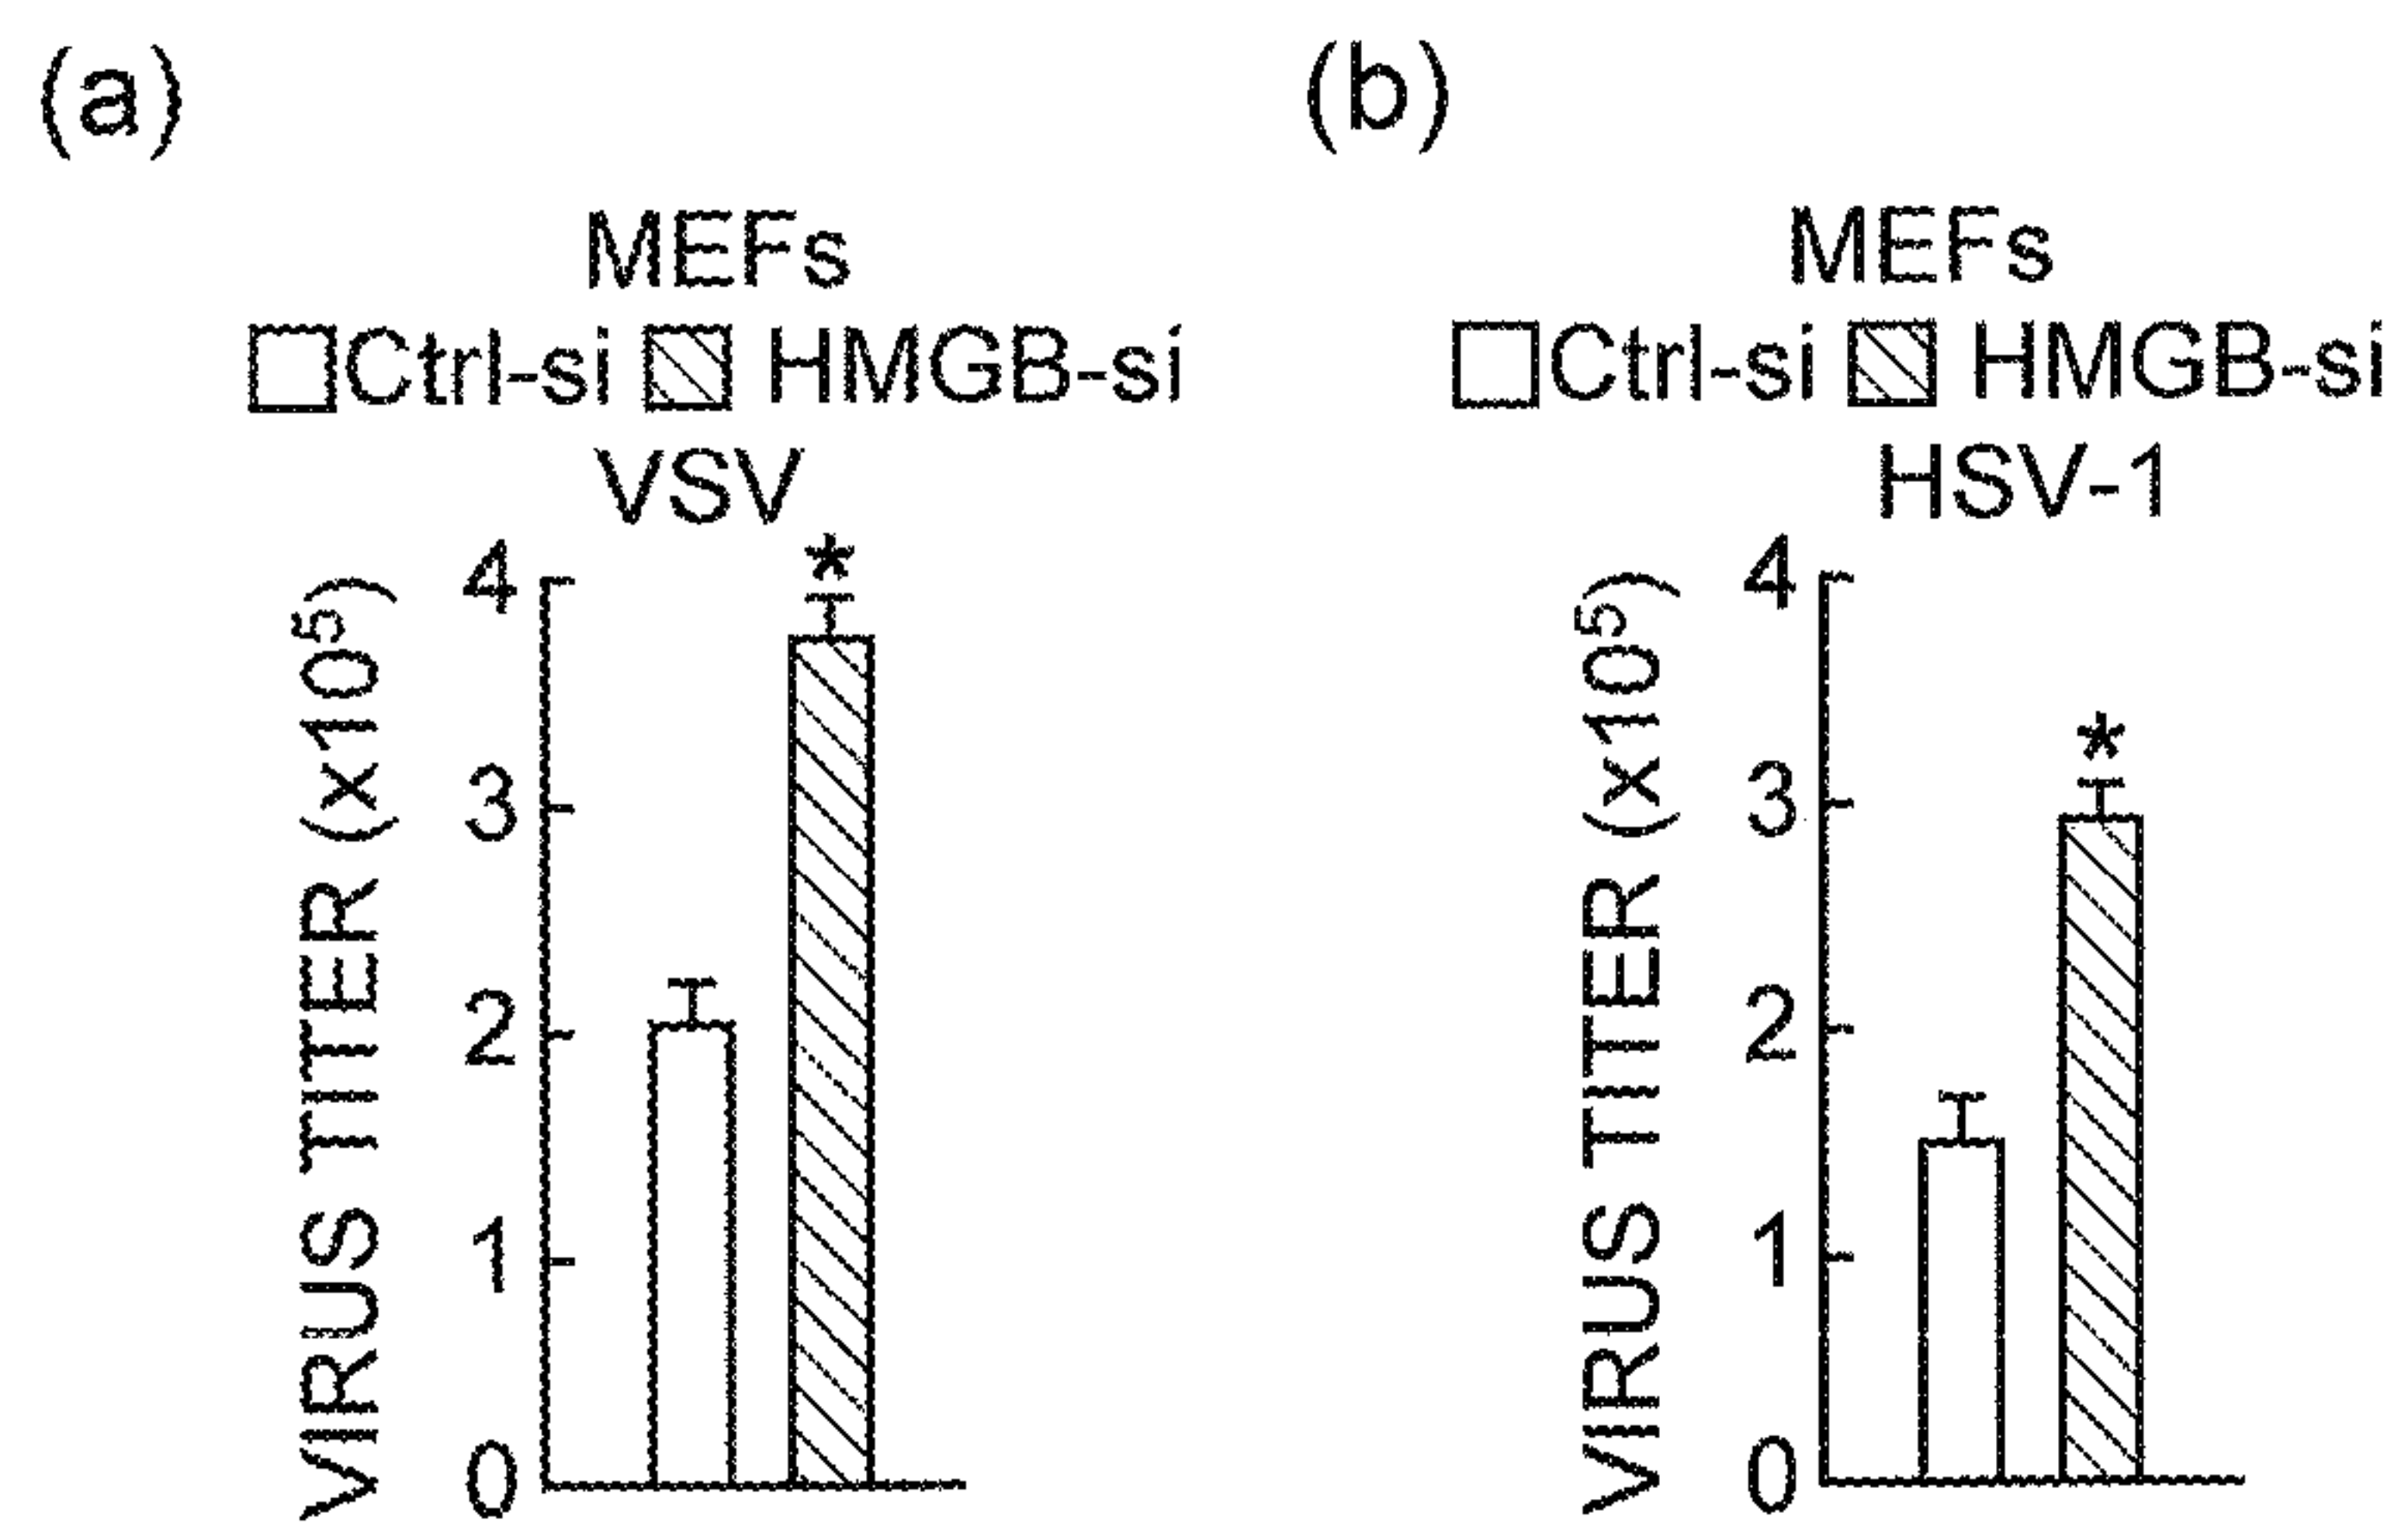 (a)
MEFs
Ctrl-si HMGB-si
VSV
*
VIRUS TITER (x10⁵)
4
3
2
1
0
(b)
MEFs
Ctrl-si HMGB-si
HSV-1
*
VIRUS TITER (x10⁵)
4
3
2
1
0